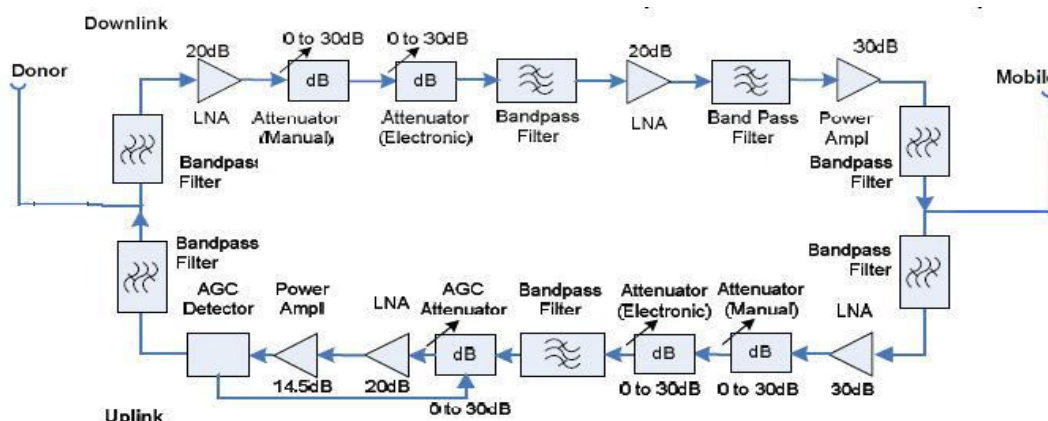 Downlink
Donor
20dB
LNA
0 to 30dB
dB
Attenuator
(Manual)
0 to 30dB
dB
Attenuator
(Electronic)
Bandpass
Filter
20dB
LNA
Band Pass
Filter
30dB
Power
Ampl
Mobile
Bandpass
Filter
Bandpass
Filter
Bandpass
Filter
Bandpass
Filter
AGC
Detector
Power
Ampl
14.5dB
LNA
20dB
AGC
Attenuator
dB
0 to 30dB
Bandpass
Filter
Attenuator
(Electronic)
dB
0 to 30dB
Attenuator
(Manual)
dB
0 to 30dB
LNA
30dB
Uplink